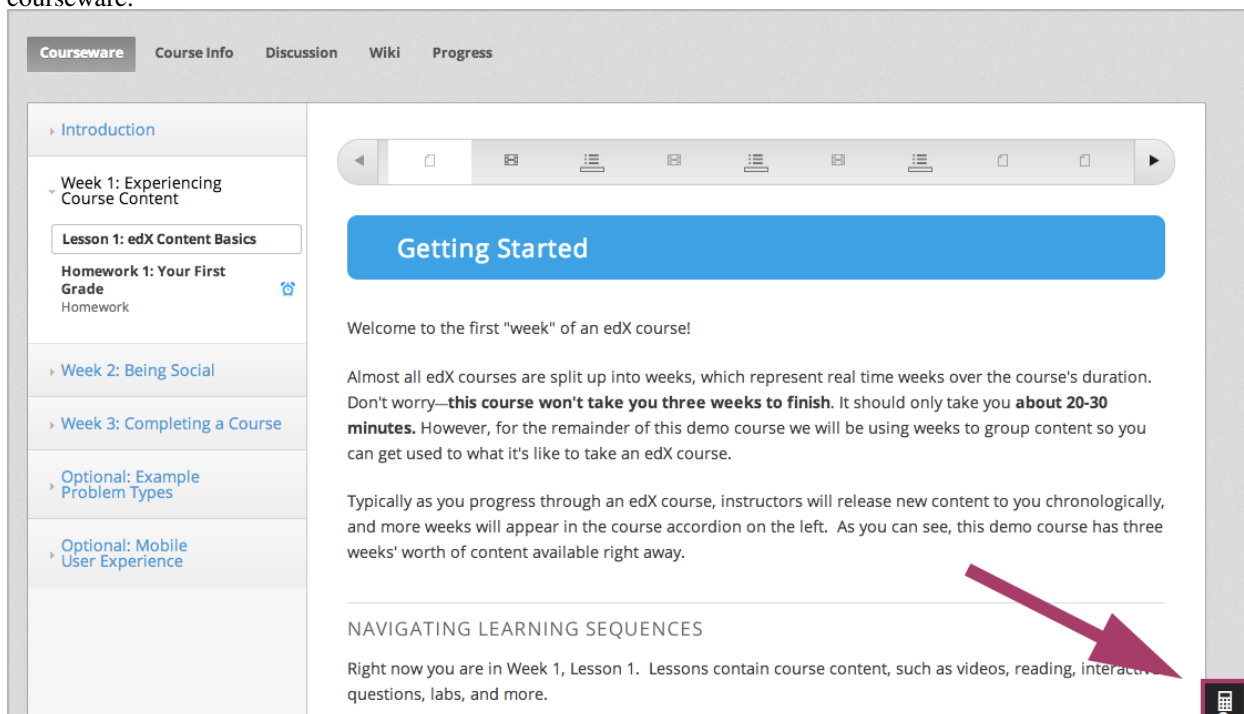 courseware.
Courseware Course Info Discussion Wiki Progress
Introduction
Week 1: Experiencing
Course Content
Lesson 1: edX Content Basics
Homework 1: Your First
Grade
Homework
Week 2: Being Social
Week 3: Completing a Course
Optional: Example
Problem Types
Optional: Mobile
User Experience
Getting Started
Welcome to the first "week" of an edX course!
Almost all edX courses are split up into weeks, which represent real time weeks over the course's duration.
Don't worry—this course won't take you three weeks to finish. It should only take you about 20-30
minutes. However, for the remainder of this demo course we will be using weeks to group content so you
can get used to what it's like to take an edX course.
Typically as you progress through an edX course, instructors will release new content to you chronologically,
and more weeks will appear in the course accordion on the left. As you can see, this demo course has three
weeks' worth of content available right away.
NAVIGATING LEARNING SEQUENCES
Right now you are in Week 1, Lesson 1. Lessons contain course content, such as videos, reading, interactive
questions, labs, and more.